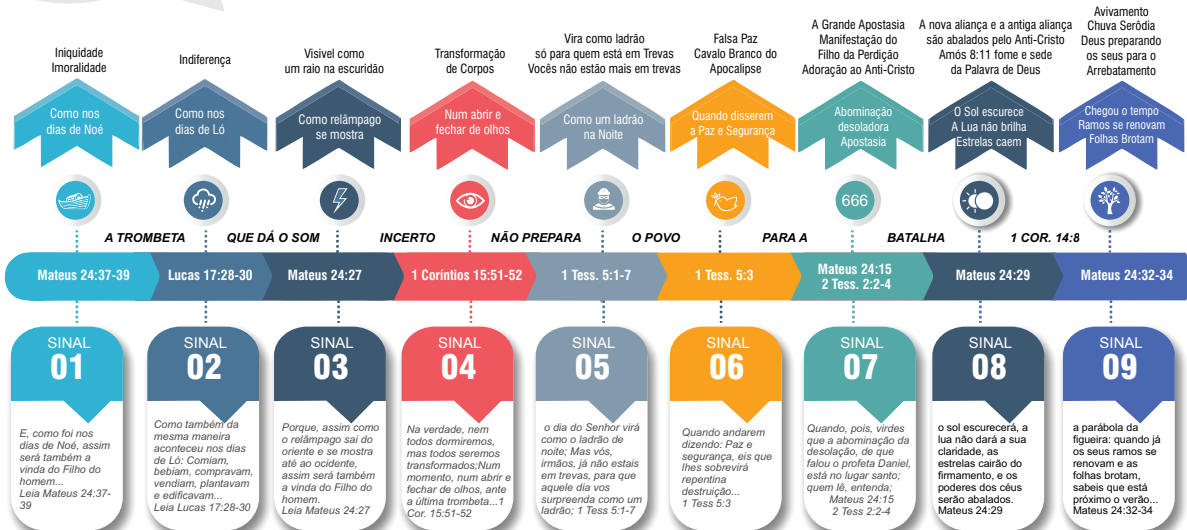 Iniquidade
Imoralidade
Indiferença
Visivel como
um raio na escuridão
Transformação
de Corpos
Vira como ladrão
só para quem está em Trevas
Vocês não estão mais em trevas
Falsa Paz
Cavalo Branco do
Apocalipse
A Grande Apostasia
Manifestação do
Filho da Perdição
Adoração ao Anti-Cristo
A nova aliança e a antiga aliança
são abalados pelo Anti-Cristo
Amós 8:11 fome e sede
da Palavra de Deus
Avivamento
Chuva Serôdia
Deus preparando
os seus para o
Arrebatamento
Como nos
dias de Noé
Como nos
dias de Ló
Como relâmpago
se mostra
Num abrir e
fechar de olhos
Como um ladrão
na Noite
Quando disserem
a Paz e Segurança
Abominação
desoladora
Apostasia
O Sol escurece
A Lua não brilha
Estrelas caem
Chegou o tempo
Ramos se renovam
Folhas Brotam
666
A TROMBETA QUE DÁ O SOM INCERTO NÃO PREPARA O POVO PARA A BATALHA 1 COR. 14:8
Mateus 24:37-39
Lucas 17:28-30
Mateus 24:27
1 Coríntios 15:51-52
1 Tess. 5:1-7
1 Tess. 5:3
Mateus 24:15
2 Tess. 2:2-4
Mateus 24:29
Mateus 24:32-34
SINAL
01
E, como foi nos
dias de Noé, assim
será também a
vinda do Filho do
homem...
Leia Mateus 24:37-
39
SINAL
02
Como também da
mesma maneira
aconteceu nos dias
de Ló: Comiam,
bebiam, compravam,
vendiam, plantavam
e edificavam...
Leia Lucas 17:28-30
SINAL
03
Porque, assim como
o relâmpago sai do
oriente e se mostra
até ao ocidente,
assim será também
a vinda do Filho do
homem.
Leia Mateus 24:27
SINAL
04
Na verdade, nem
todos dormiremos,
mas todos seremos
transformados;Num
momento, num abrir e
fechar de olhos, ante
a última trombeta...1
Cor. 15:51-52
SINAL
05
o dia do Senhor virá
como o ladrão de
noite; Mas vós,
irmãos, já não estais
em trevas, para que
aquele dia vos
surpreenda como um
ladrão; 1 Tess 5:1-7
SINAL
06
Quando andarem
dizendo: Paz e
segurança, eis que
lhes sobrevirá
repentina
destruição...
1 Tess 5:3
SINAL
07
Quando, pois, virdes
que a abominação da
desolação, de que
falou o profeta Daniel,
está no lugar santo;
quem lê, entenda;
Mateus 24:15
2 Tess 2:2-4
SINAL
08
o sol escurecerá, a
lua não dará a sua
claridade, as
estrelas cairão do
firmamento, e os
poderes dos céus
serão abalados.
Mateus 24:29
SINAL
09
a parábola da
figueira: quando já
os seus ramos se
renovam e as
folhas brotam,
sabeis que está
próximo o verão...
Mateus 24:32-34